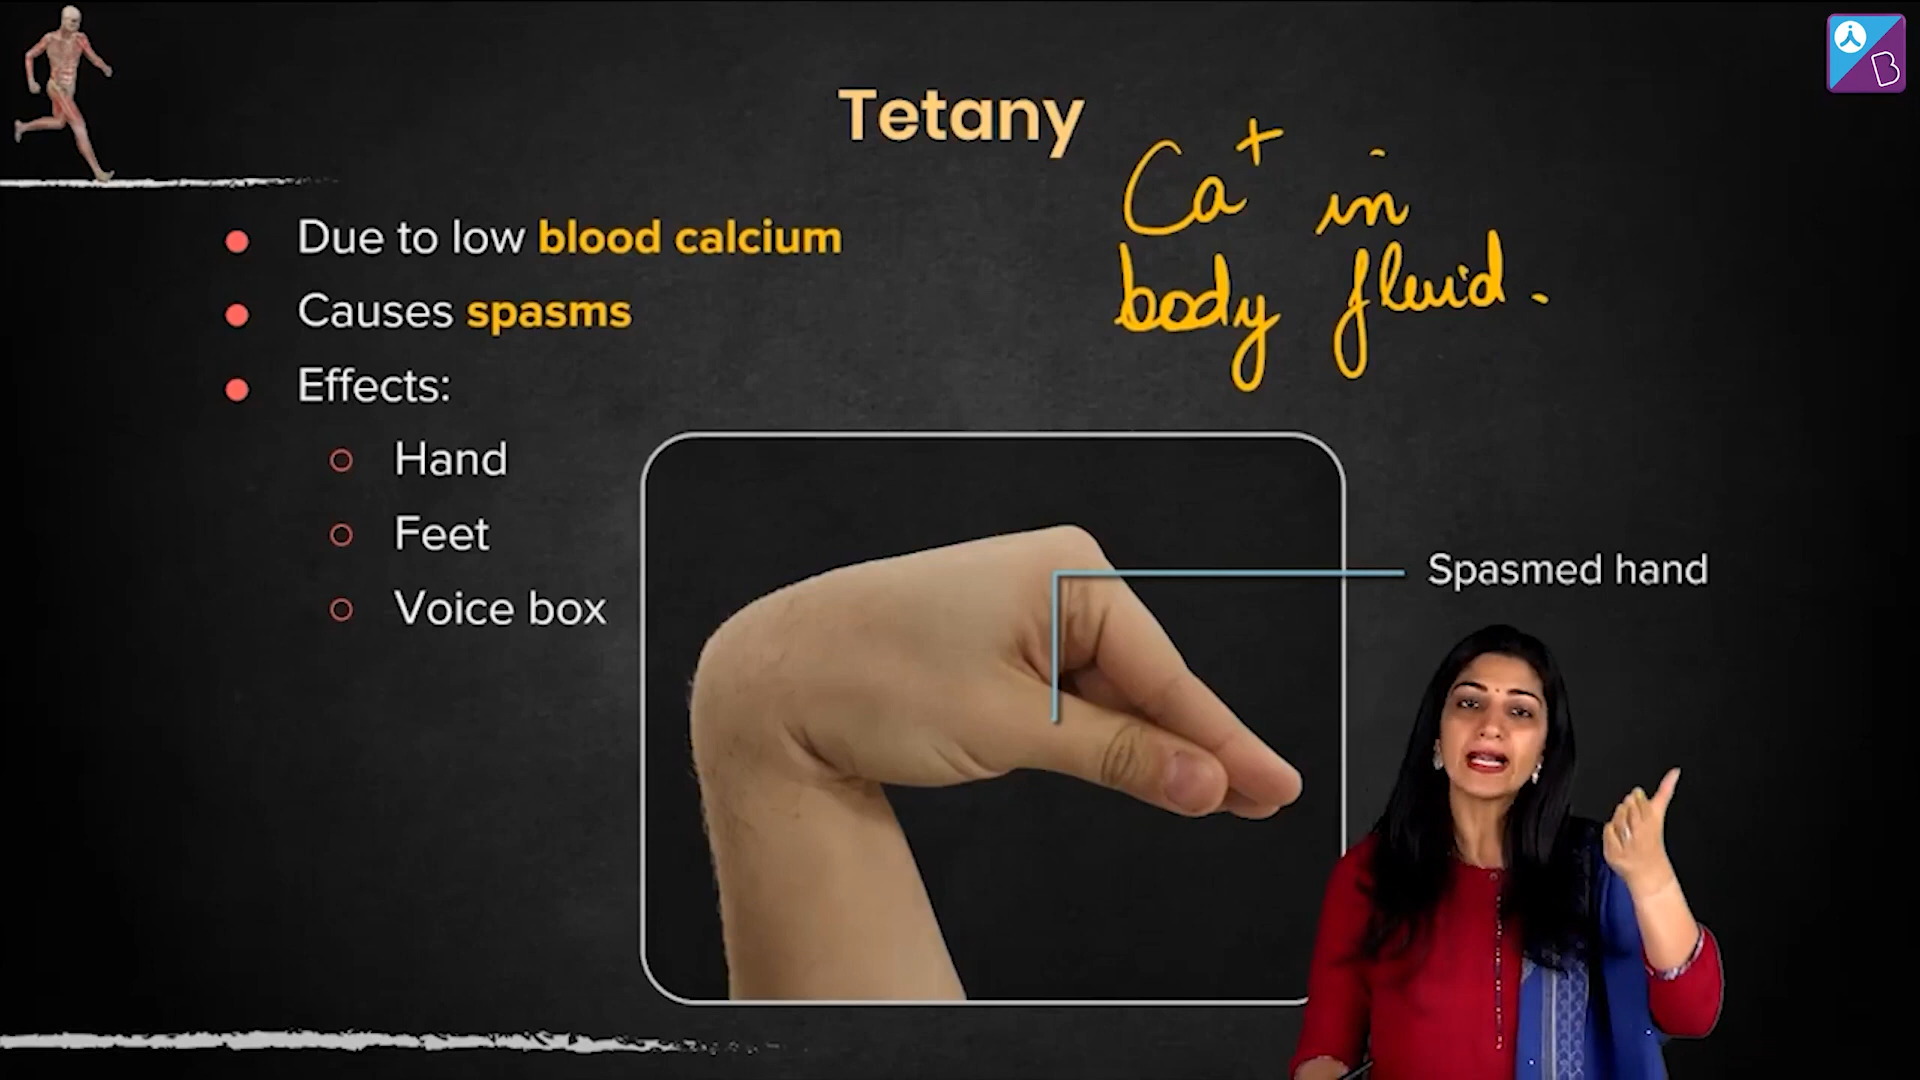 Tetany
Ca⁺ in
body fluid.
Due to low blood calcium
Causes spasms
Effects:
Hand
Feet
Voice box
Spasmed hand
B